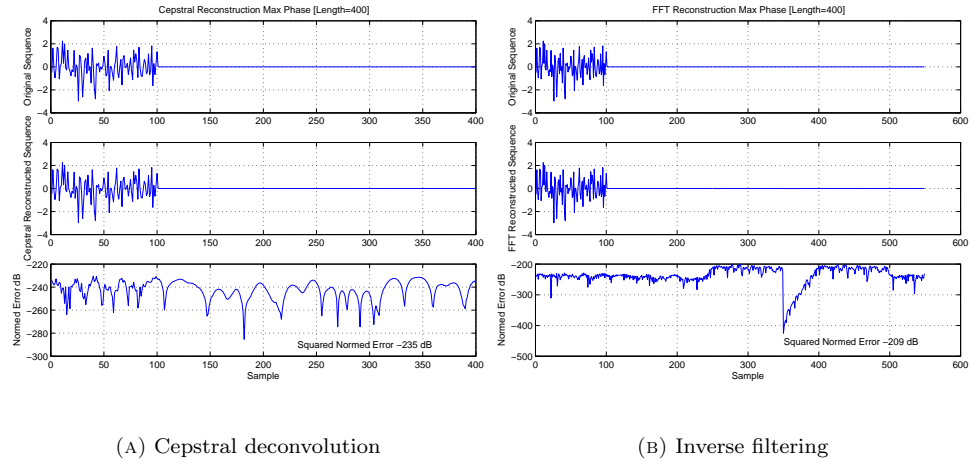 Cepstral Reconstruction Max Phase [Length=400]
Original Sequence
4
2
0
−2
−4
0 50 100 150 200 250 300 350 400
Cepstral Reconstructed Sequence
4
2
0
−2
−4
0 50 100 150 200 250 300 350 400
Normed Error dB
−220
−240
−260
−280
−300
Squared Normed Error −235 dB
0 50 100 150 200 250 300 350 400
Sample
(A) Cepstral deconvolution
FFT Reconstruction Max Phase [Length=400]
Original Sequence
4
2
0
−2
−4
0 100 200 300 400 500 600
FFT Reconstructed Sequence
4
2
0
−2
−4
0 100 200 300 400 500 600
Normed Error dB
−200
−300
−400
−500
Squared Normed Error −209 dB
0 100 200 300 400 500 600
Sample
(B) Inverse filtering